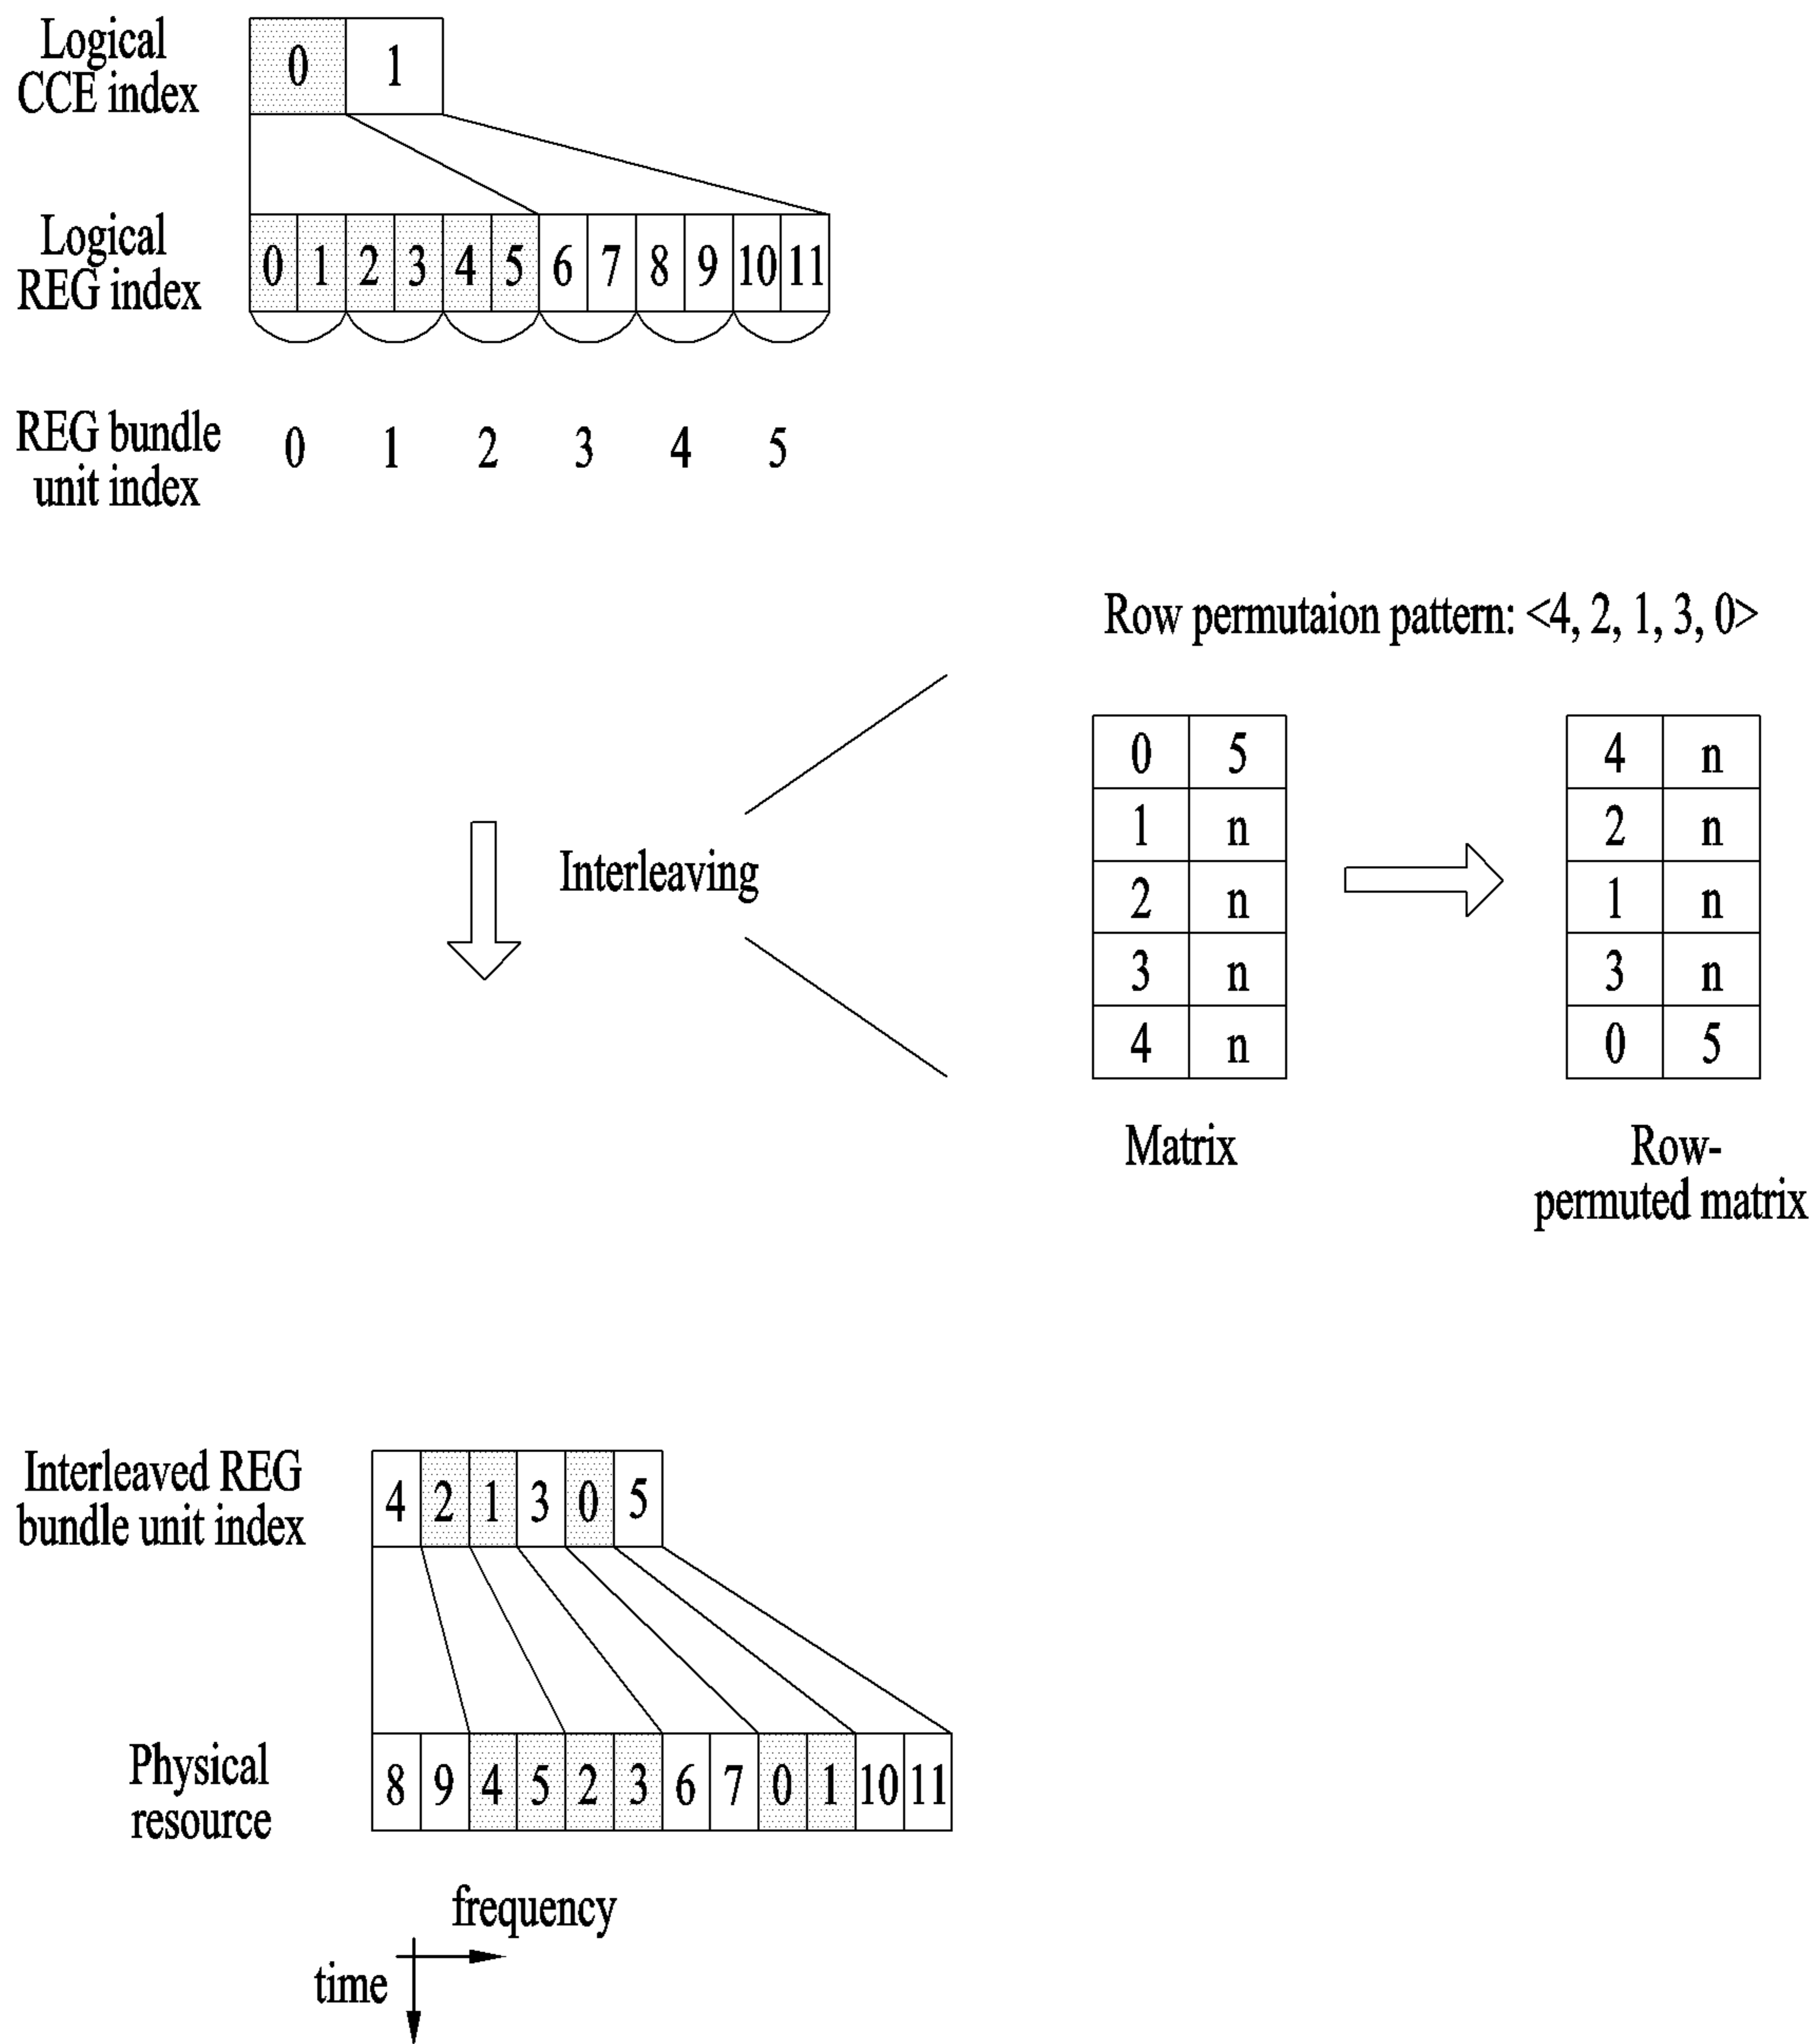 Logical
CCE index
0 1
Logical
REG index
0 1 2 3 4 5 6 7 8 9 10 11
REG bundle
unit index
0 1 2 3 4 5
Row permutaion pattern: <4, 2, 1, 3, 0>
Interleaving
0 5
1 n
2 n
3 n
4 n
Matrix
4 n
2 n
1 n
3 n
0 5
Row-
permuted matrix
Interleaved REG
bundle unit index
4 2 1 3 0 5
Physical
resource
8 9 4 5 2 3 6 7 0 1 10 11
frequency
time